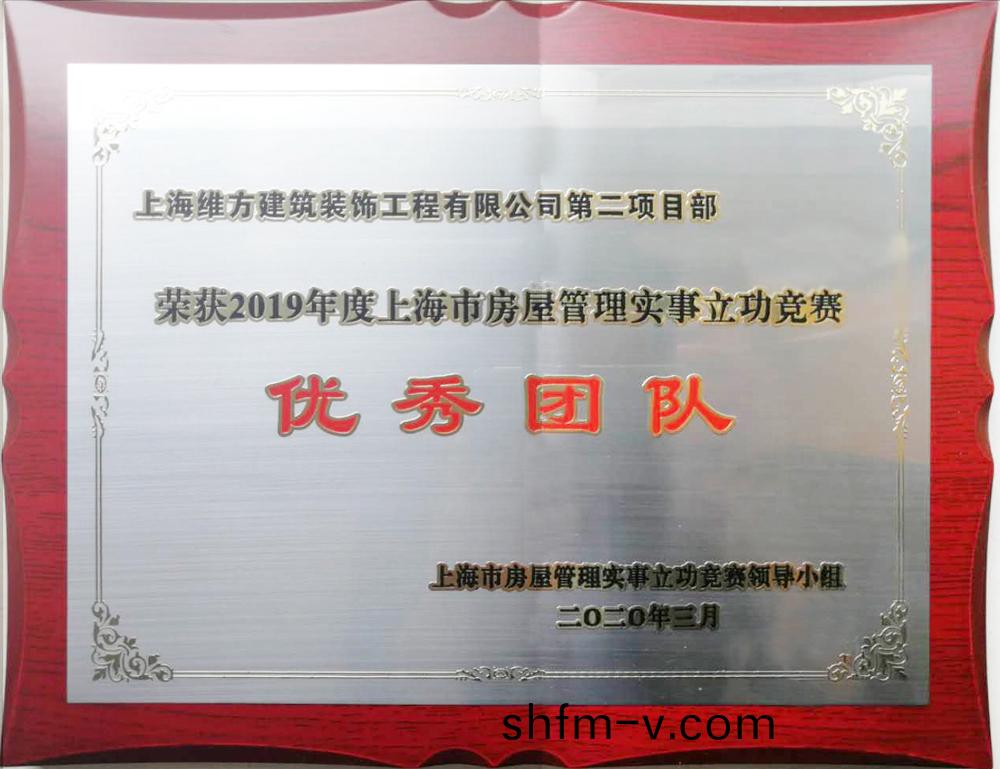 上海维方建筑装饰工程有限公司第二项目部
荣获2019年度上海市房屋管理实事立功竞赛
优秀团队
上海市房屋管理实事立功竞赛领导小组
二〇二〇年三月
shfm-v.com